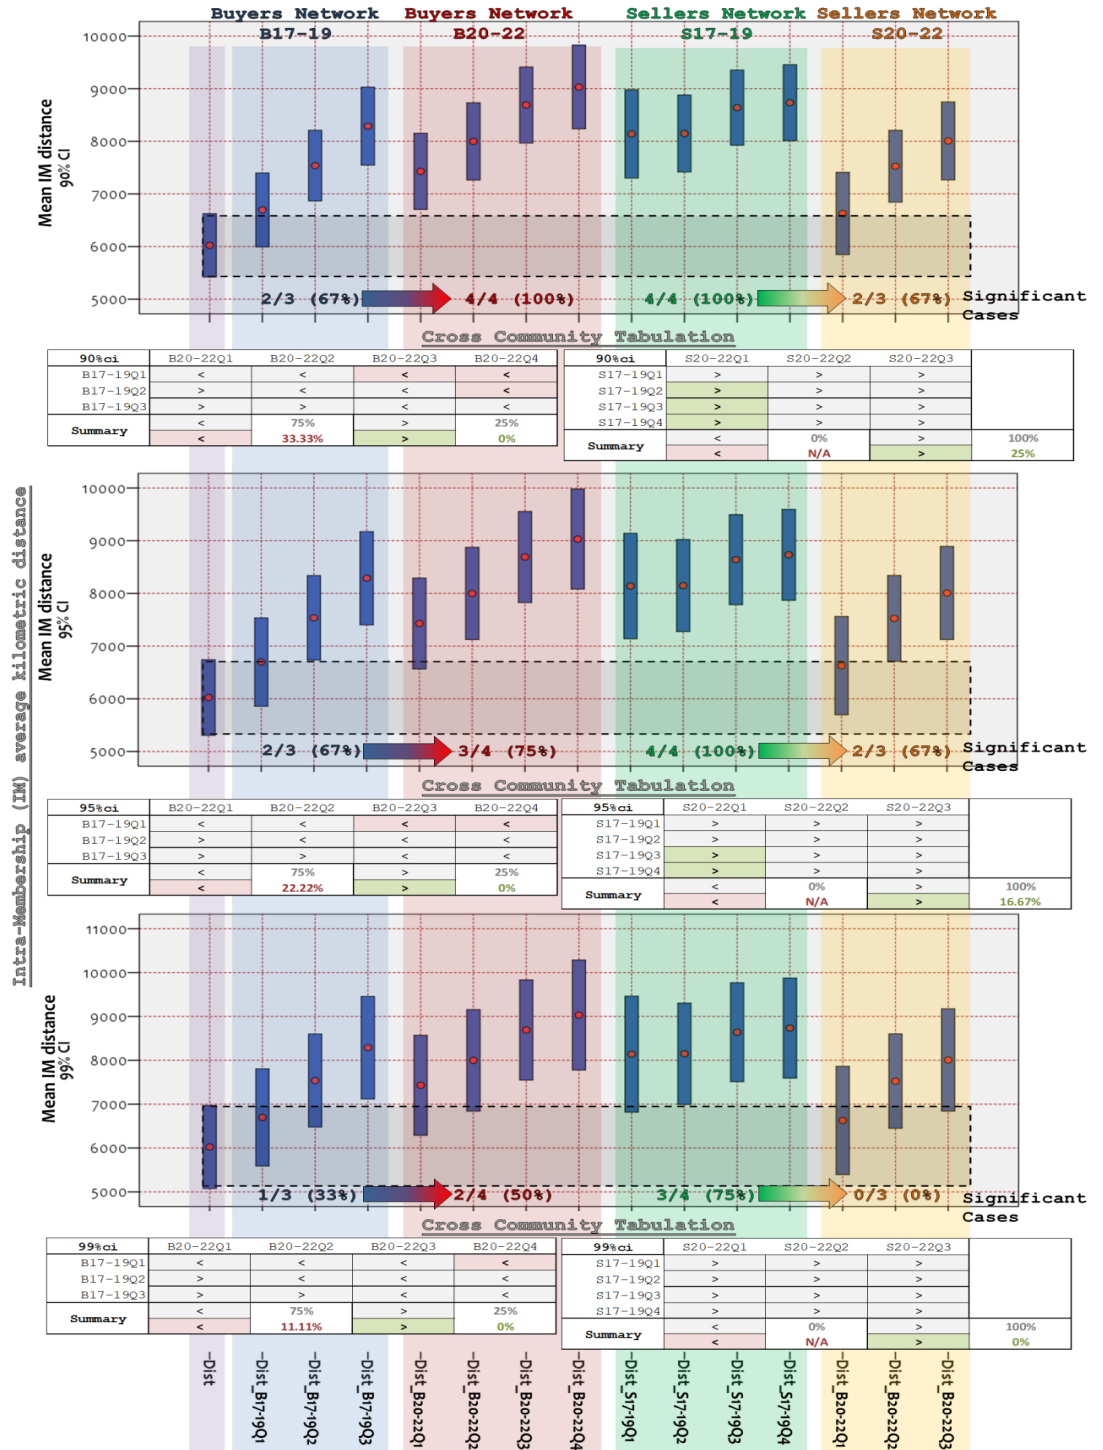 Buyers Network Buyers Network Sellers Network Sellers Network
B17-19 B20-22 S17-19 S20-22
Intra-Membership (IM) average kilometric distance
Mean IM distance
90% CI
10000
9000
8000
7000
6000
5000
2/3 (67%) 4/4 (100%) 4/4 (100%) 2/3 (67%) Significant
Cases
Cross Community Tabulation
90%ci B20-22Q1 B20-22Q2 B20-22Q3 B20-22Q4
B17-19Q1 < < < <
B17-19Q2 > < < <
B17-19Q3 > > < <
Summary < 75% > 25%
< 33.33% > 0%
90%ci S20-22Q1 S20-22Q2 S20-22Q3
S17-19Q1 > > >
S17-19Q2 > > >
S17-19Q3 > > >
S17-19Q4 > > >
Summary < 0% > 100%
< N/A > 25%
Mean IM distance
95% CI
10000
9000
8000
7000
6000
5000
2/3 (67%) 3/4 (75%) 4/4 (100%) 2/3 (67%) Significant
Cases
Cross Community Tabulation
95%ci B20-22Q1 B20-22Q2 B20-22Q3 B20-22Q4
B17-19Q1 < < < <
B17-19Q2 > < < <
B17-19Q3 > > < <
Summary < 75% > 25%
< 22.22% > 0%
95%ci S20-22Q1 S20-22Q2 S20-22Q3
S17-19Q1 > > >
S17-19Q2 > > >
S17-19Q3 > > >
S17-19Q4 > > >
Summary < 0% > 100%
< N/A > 16.67%
Mean IM distance
99% CI
11000
10000
9000
8000
7000
6000
5000
1/3 (33%) 2/4 (50%) 3/4 (75%) 0/3 (0%) Significant
Cases
Cross Community Tabulation
99%ci B20-22Q1 B20-22Q2 B20-22Q3 B20-22Q4
B17-19Q1 < < < <
B17-19Q2 > < < <
B17-19Q3 > > < <
Summary < 75% > 25%
< 11.11% > 0%
99%ci S20-22Q1 S20-22Q2 S20-22Q3
S17-19Q1 > > >
S17-19Q2 > > >
S17-19Q3 > > >
S17-19Q4 > > >
Summary < 0% > 100%
< N/A > 0%
Dist
Dist_B17-19Q1
Dist_B17-19Q2
Dist_B17-19Q3
Dist_B20-22Q1
Dist_B20-22Q2
Dist_B20-22Q3
Dist_B20-22Q4
Dist_S17-19Q1
Dist_S17-19Q2
Dist_S17-19Q3
Dist_S17-19Q4
Dist_B20-22Q1
Dist_B20-22Q2
Dist_B20-22Q3